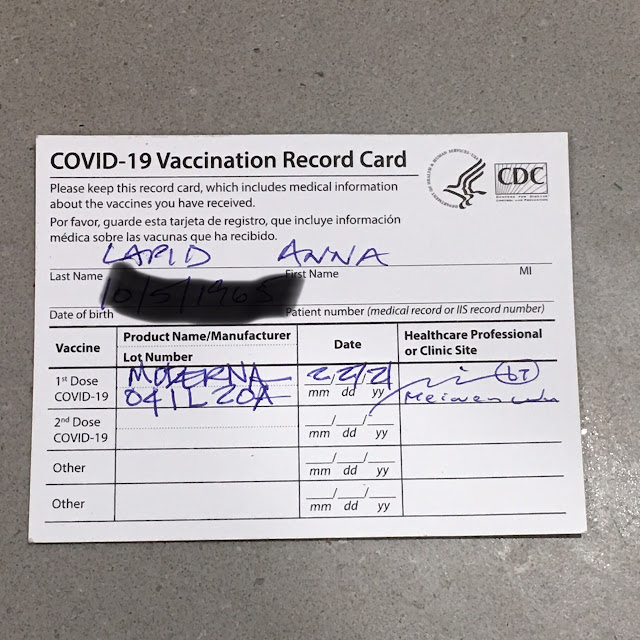 COVID-19 Vaccination Record Card
CDC
Please keep this record card, which includes medical information
about the vaccines you have received.
Por favor, guarde esta tarjeta de registro, que incluye información
médica sobre las vacunas que ha recibido.
LAPID ANNA
Last Name First Name MI
Date of birth Patient number (medical record or IIS record number)
Vaccine Product Name/Manufacturer Date Healthcare Professional
Lot Number or Clinic Site
1st Dose MODERNA 2/2/21
COVID-19 041L20A mm dd yy
2nd Dose
COVID-19 mm dd yy
Other
mm dd yy
Other
mm dd yy